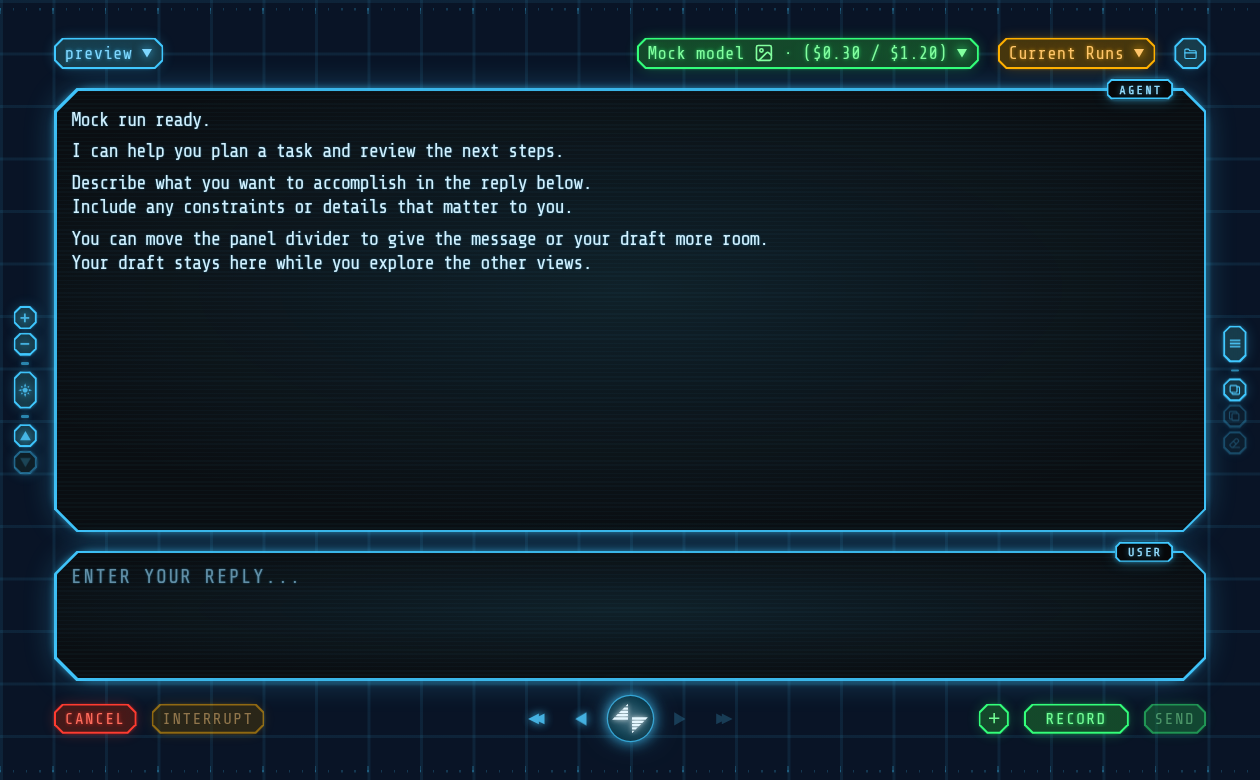 preview
Mock model · ($0.30 / $1.20)
Current Runs
AGENT
Mock run ready.
I can help you plan a task and review the next steps.
Describe what you want to accomplish in the reply below.
Include any constraints or details that matter to you.
You can move the panel divider to give the message or your draft more room.
Your draft stays here while you explore the other views.
USER
ENTER YOUR REPLY...
CANCEL
INTERRUPT
RECORD
SEND